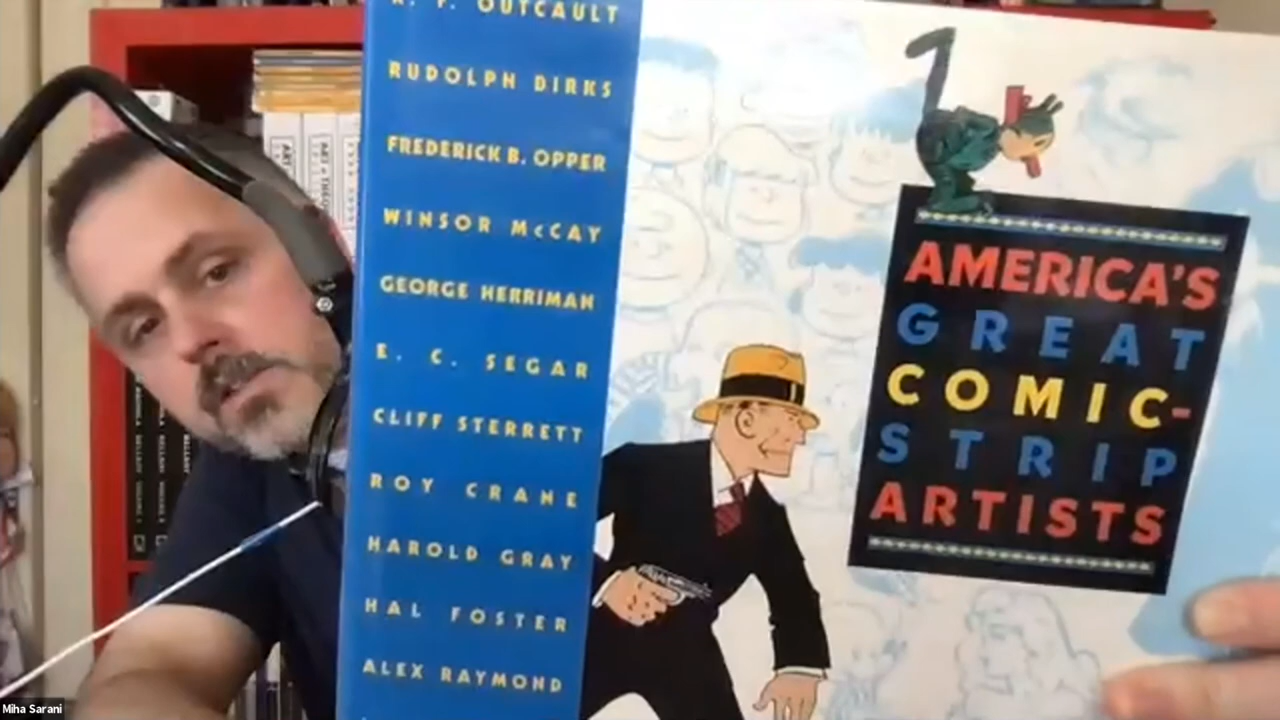 R. F. OUTCAULT
RUDOLPH DIRKS
FREDERICK B. OPPER
WINSOR McCAY
GEORGE HERRIMAN
E. C. SEGAR
CLIFF STERRETT
ROY CRANE
HAROLD GRAY
HAL FOSTER
ALEX RAYMOND
AMERICA'S
GREAT
COMIC-
STRIP
ARTISTS
ART
Miha Sarani